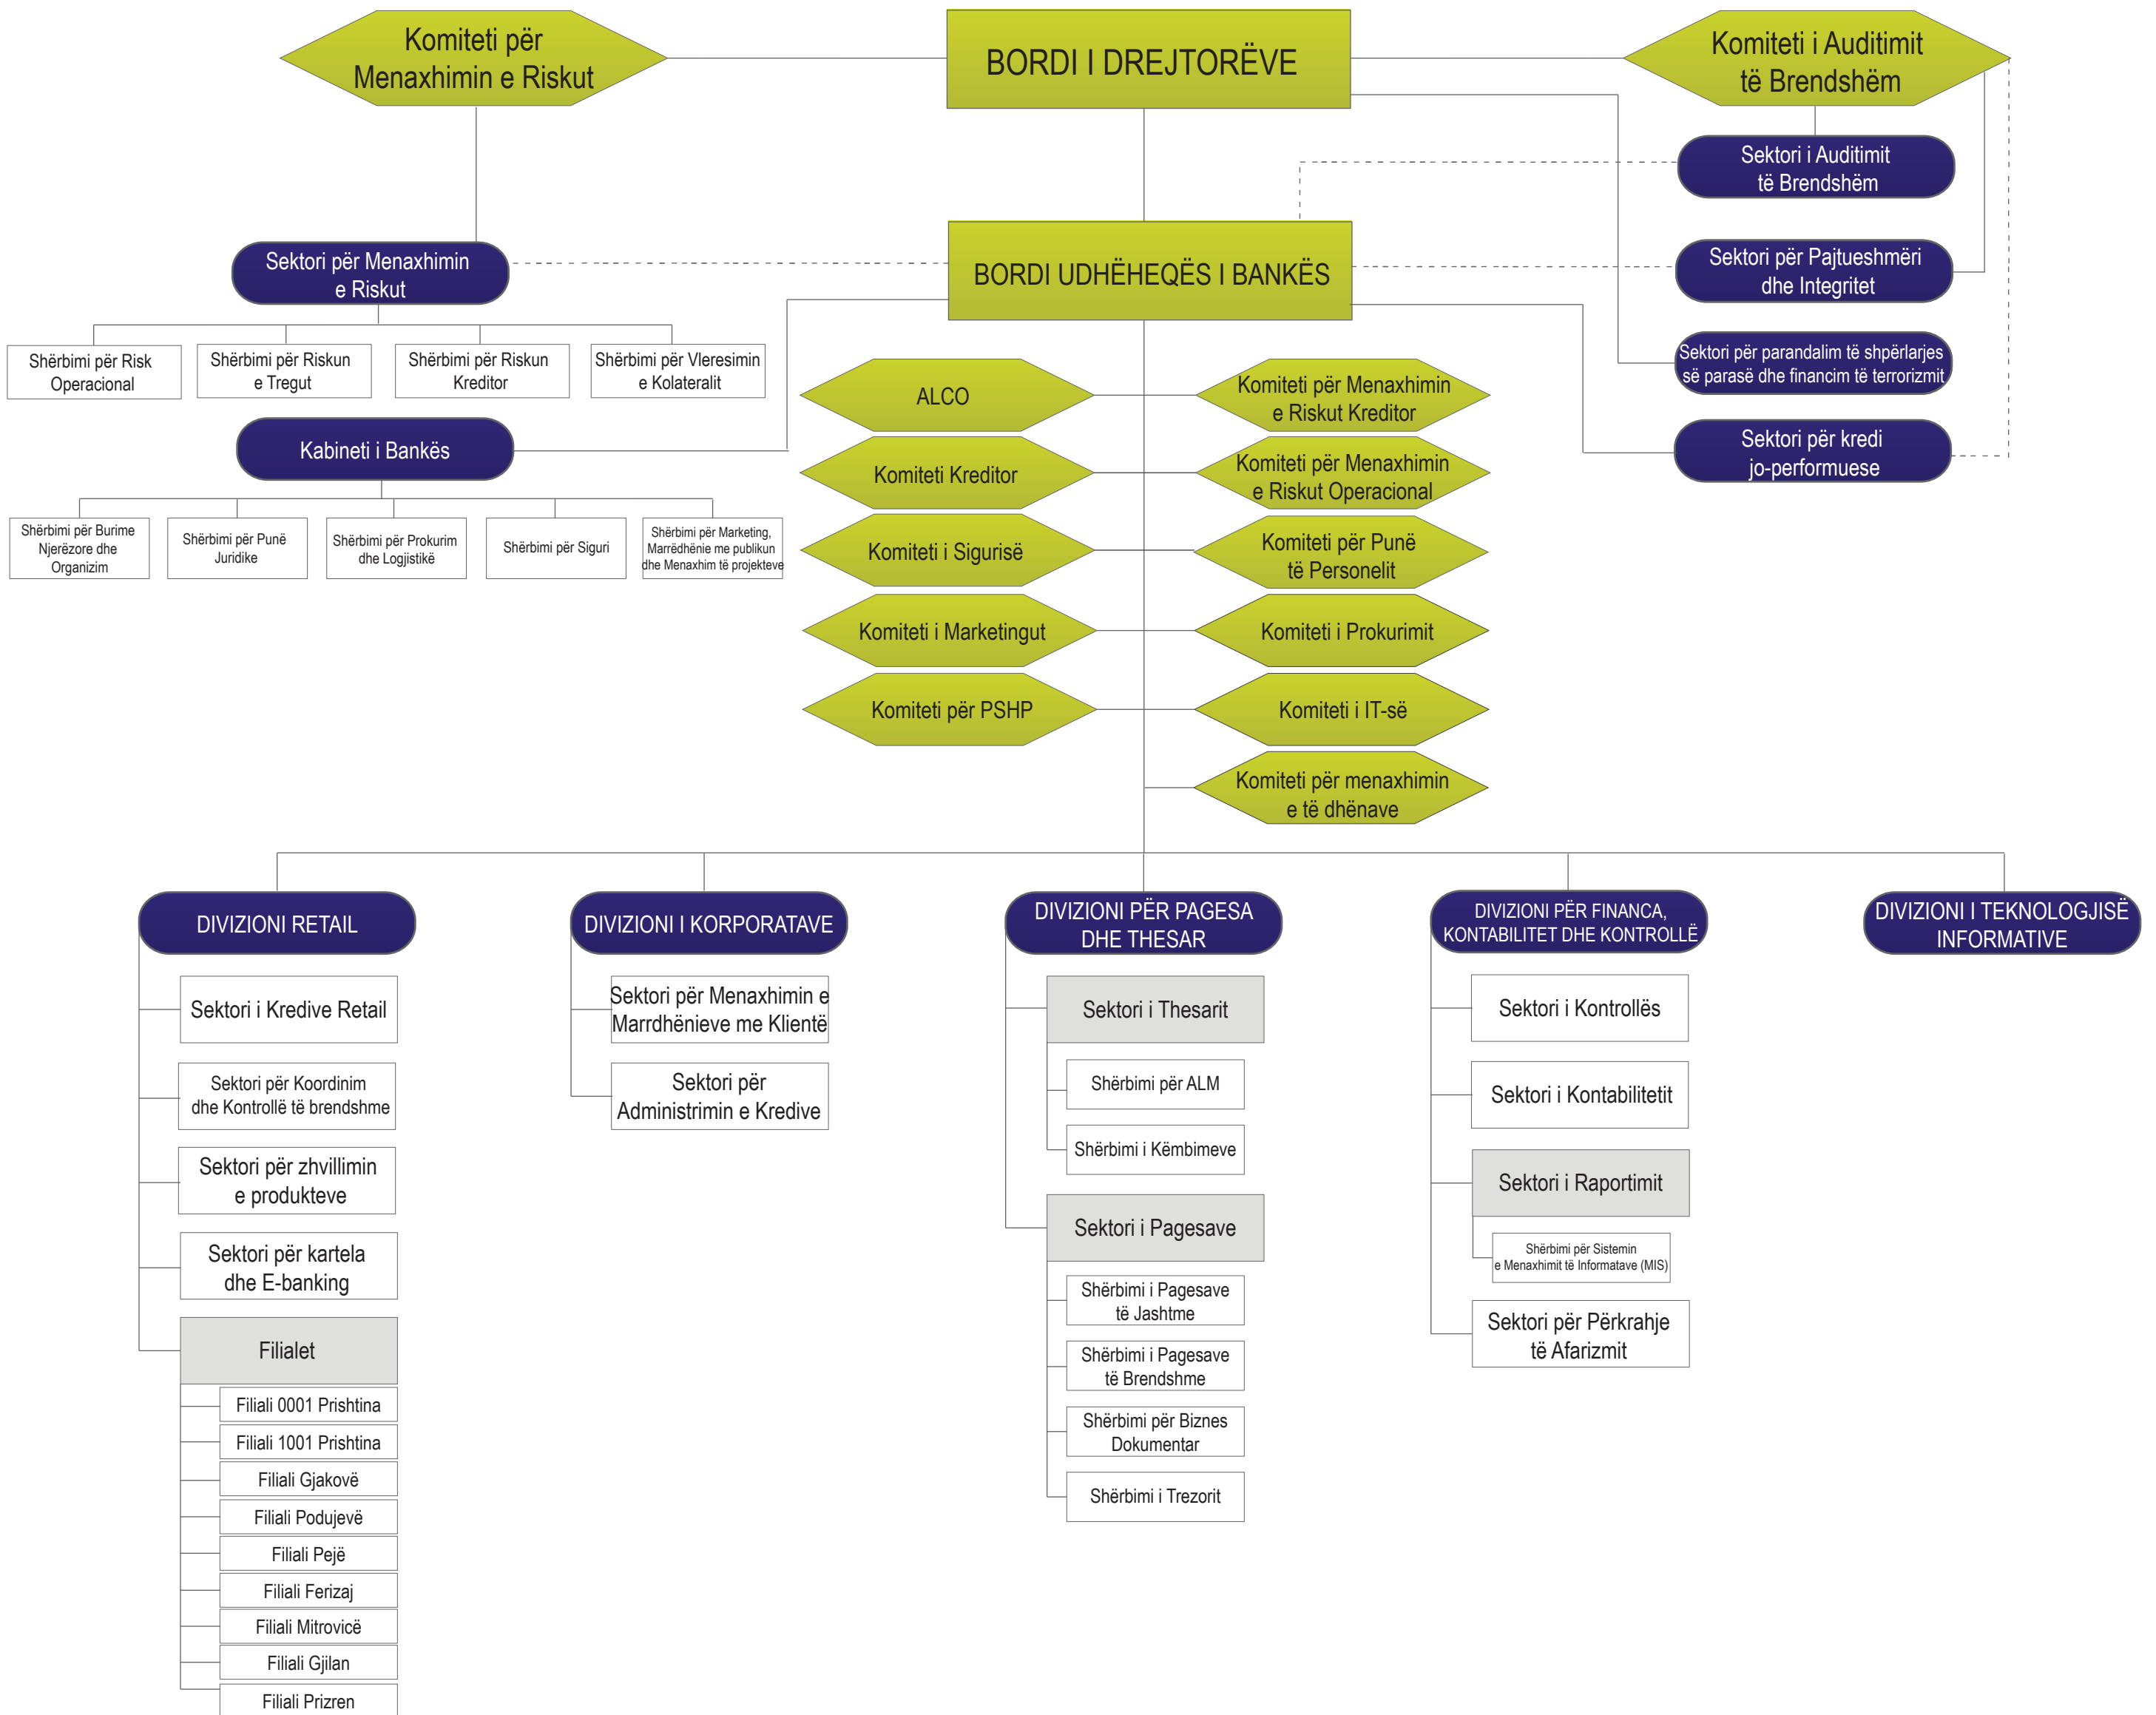 Komiteti për
Menaxhimin e Riskut
BORDI I DREJTORËVE
Komiteti i Auditimit
të Brendshëm
Sektori i Auditimit
të Brendshëm
Sektori për Menaxhimin
e Riskut
BORDI UDHËHEQËS I BANKËS
Sektori për Pajtueshmëri
dhe Integritet
Shërbimi për Risk
Operacional
Shërbimi për Riskun
e Tregut
Shërbimi për Riskun
Kreditor
Shërbimi për Vleresimin
e Kolateralit
Sektori për parandalim të shpërlarjes
së parasë dhe financim të terrorizmit
Kabineti i Bankës
Sektori për kredi
jo-performuese
Shërbimi për Burime
Njerëzore dhe
Organizim
Shërbimi për Punë
Juridike
Shërbimi për Prokurim
dhe Logjistikë
Shërbimi për Siguri
Shërbimi për Marketing,
Marrëdhënie me publikun
dhe Menaxhim të projekteve
ALCO
Komiteti për Menaxhimin
e Riskut Kreditor
Komiteti Kreditor
Komiteti për Menaxhimin
e Riskut Operacional
Komiteti i Sigurisë
Komiteti për Punë
të Personelit
Komiteti i Marketingut
Komiteti i Prokurimit
Komiteti për PSHP
Komiteti i IT-së
Komiteti për menaxhimin
e të dhënave
DIVIZIONI RETAIL
Sektori i Kredive Retail
Sektori për Koordinim
dhe Kontrollë të brendshme
Sektori për zhvillimin
e produkteve
Sektori për kartela
dhe E-banking
Filialet
Filiali 0001 Prishtina
Filiali 1001 Prishtina
Filiali Gjakovë
Filiali Podujevë
Filiali Pejë
Filiali Ferizaj
Filiali Mitrovicë
Filiali Gjilan
Filiali Prizren
DIVIZIONI I KORPORATAVE
Sektori për Menaxhimin e
Marrdhënieve me Klientë
Sektori për
Administrimin e Kredive
DIVIZIONI PËR PAGESA
DHE THESAR
Sektori i Thesarit
Shërbimi për ALM
Shërbimi i Këmbimeve
Sektori i Pagesave
Shërbimi i Pagesave
të Jashtme
Shërbimi i Pagesave
të Brendshme
Shërbimi për Biznes
Dokumentar
Shërbimi i Trezorit
DIVIZIONI PËR FINANCA,
KONTABILITET DHE KONTROLLË
Sektori i Kontrollës
Sektori i Kontabilitetit
Sektori i Raportimit
Shërbimi për Sistemin
e Menaxhimit të Informatave (MIS)
Sektori për Përkrahje
të Afarizmit
DIVIZIONI I TEKNOLOGJISË
INFORMATIVE